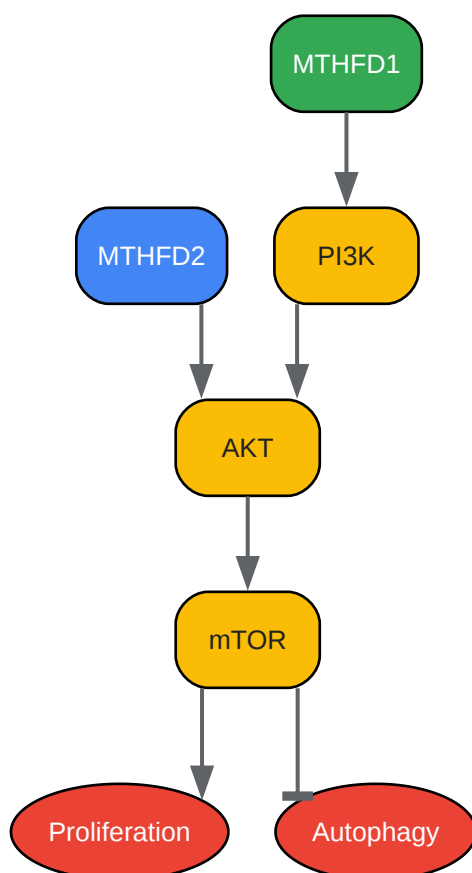 MTHFD1
MTHFD2
PI3K
AKT
mTOR
Proliferation
Autophagy